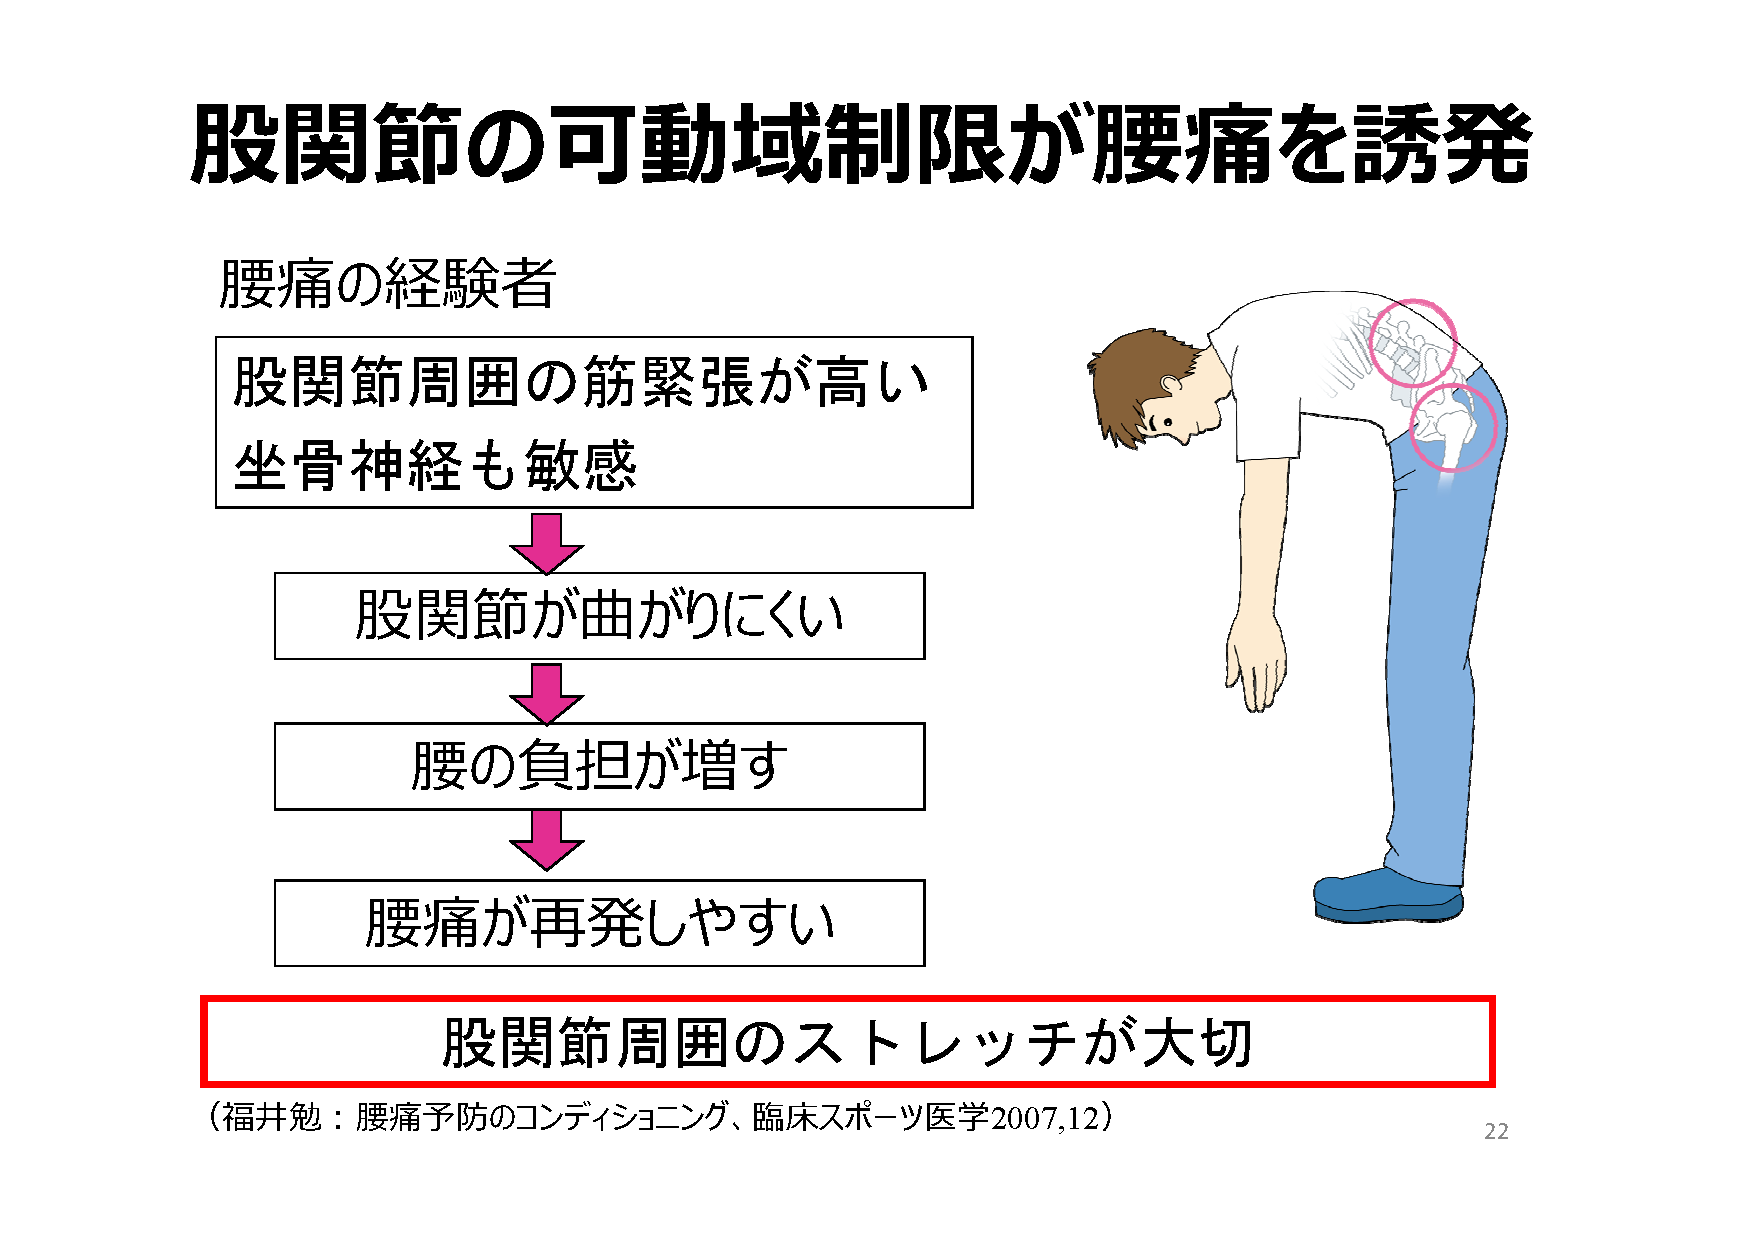 股関節の可動域制限が腰痛を誘発
腰痛の経験者
股関節周囲の筋緊張が高い
坐骨神経も敏感
股関節が曲がりにくい
腰の負担が増す
腰痛が再発しやすい
股関節周囲のストレッチが大切
（福井勉：腰痛予防のコンディショニング、臨床スポーツ医学2007,12）
22